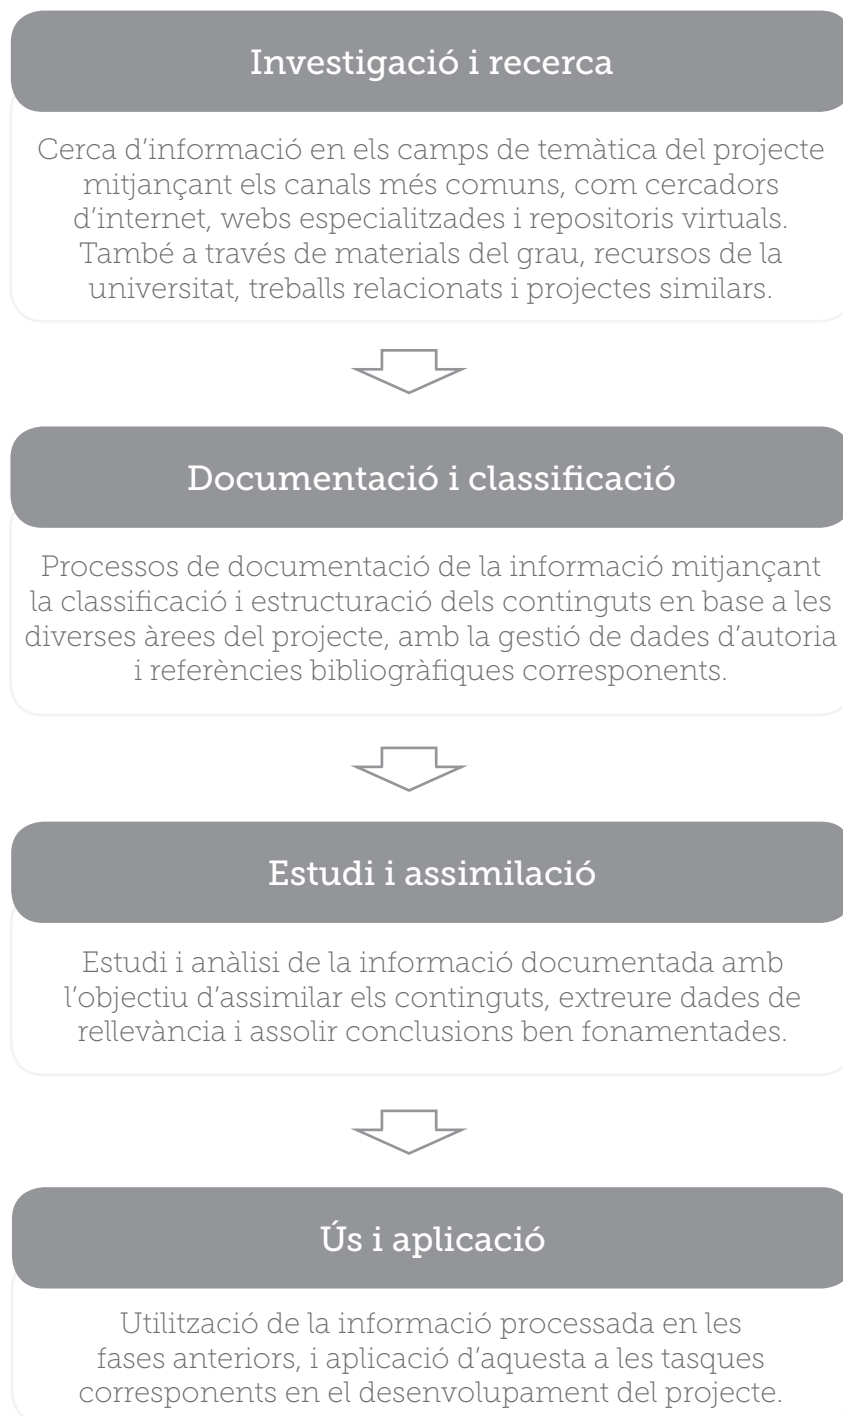 Investigació i recerca
Cerca d’informació en els camps de temàtica del projecte
mitjançant els canals més comuns, com cercadors
d’internet, webs especialitzades i repositoris virtuals.
També a través de materials del grau, recursos de la
universitat, treballs relacionats i projectes similars.
Documentació i classificació
Processos de documentació de la informació mitjançant
la classificació i estructuració dels continguts en base a les
diverses àrees del projecte, amb la gestió de dades d’autoria
i referències bibliogràfiques corresponents.
Estudi i assimilació
Estudi i anàlisi de la informació documentada amb
l’objectiu d’assimilar els continguts, extreure dades de
rellevància i assolir conclusions ben fonamentades.
Ús i aplicació
Utilització de la informació processada en les
fases anteriors, i aplicació d’aquesta a les tasques
corresponents en el desenvolupament del projecte.